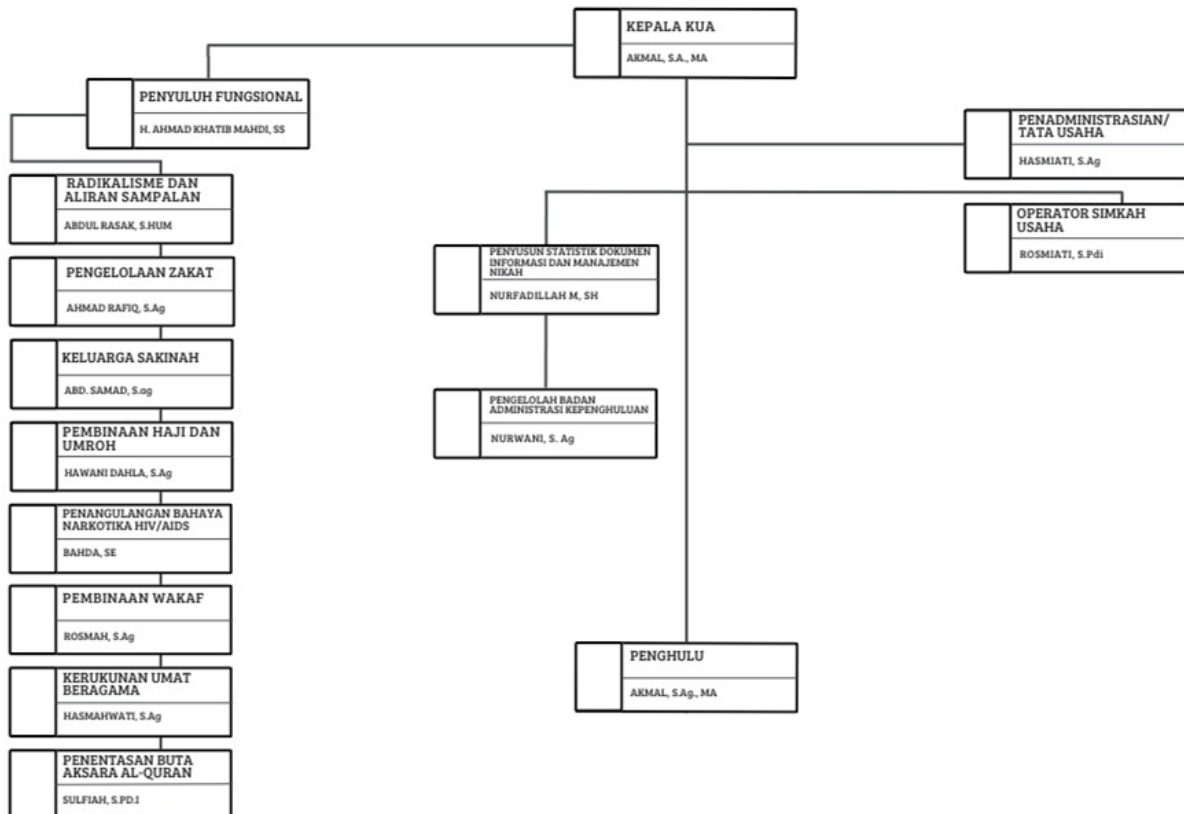 KEPALA KUA
AKMAL, S.A., MA
PENYULUH FUNGSIONAL
H. AHMAD KHATIB MAHDI, SS
PENADMINISTRASIAN/
TATA USAHA
HASMIATI, S.Ag
RADIKALISME DAN
ALIRAN SAMPALAN
ABDUL RASAK, S.HUM
OPERATOR SIMKAH
USAHA
ROSMIATI, S.Pdi
PENYUSUN STATISTIK DOKUMEN
INFORMASI DAN MANAJEMEN
NIKAH
NURFADILLAH M, SH
PENGELOLAAN ZAKAT
AHMAD RAFIQ, S.Ag
KELUARGA SAKINAH
ABD. SAMAD, S.ag
PENGELOLAH BADAN
ADMINISTRASI KEPENGHULUAN
NURWANI, S. Ag
PEMBINAAN HAJI DAN
UMROH
HAWANI DAHLA, S.Ag
PENANGULANGAN BAHAYA
NARKOTIKA HIV/AIDS
BAHDA, SE
PEMBINAAN WAKAF
ROSMAH, S.Ag
PENGHULU
AKMAL, S.Ag., MA
KERUKUNAN UMAT
BERAGAMA
HASMAHWATI, S.Ag
PENENTASAN BUTA
AKSARA AL-QURAN
SULFIAH, S.PD.I